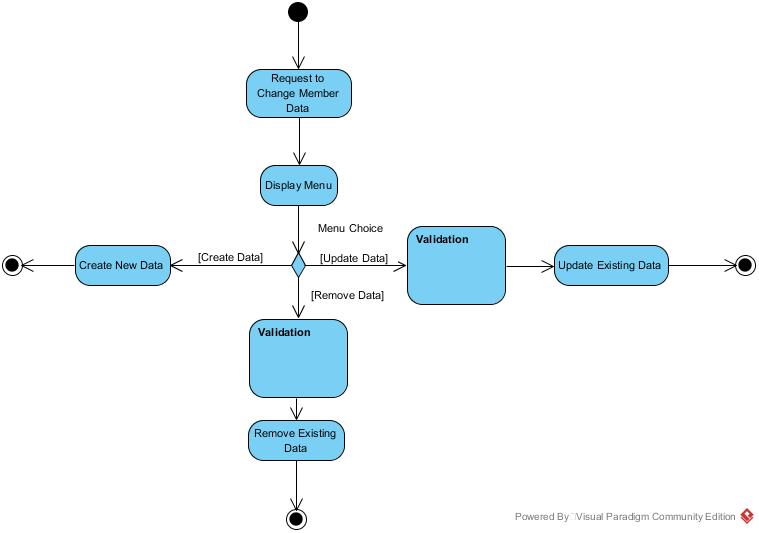 Request to
Change Member
Data
Display Menu
Menu Choice
[Create Data]
[Update Data]
[Remove Data]
Create New Data
Validation
Update Existing Data
Validation
Remove Existing
Data
Powered By Visual Paradigm Community Edition